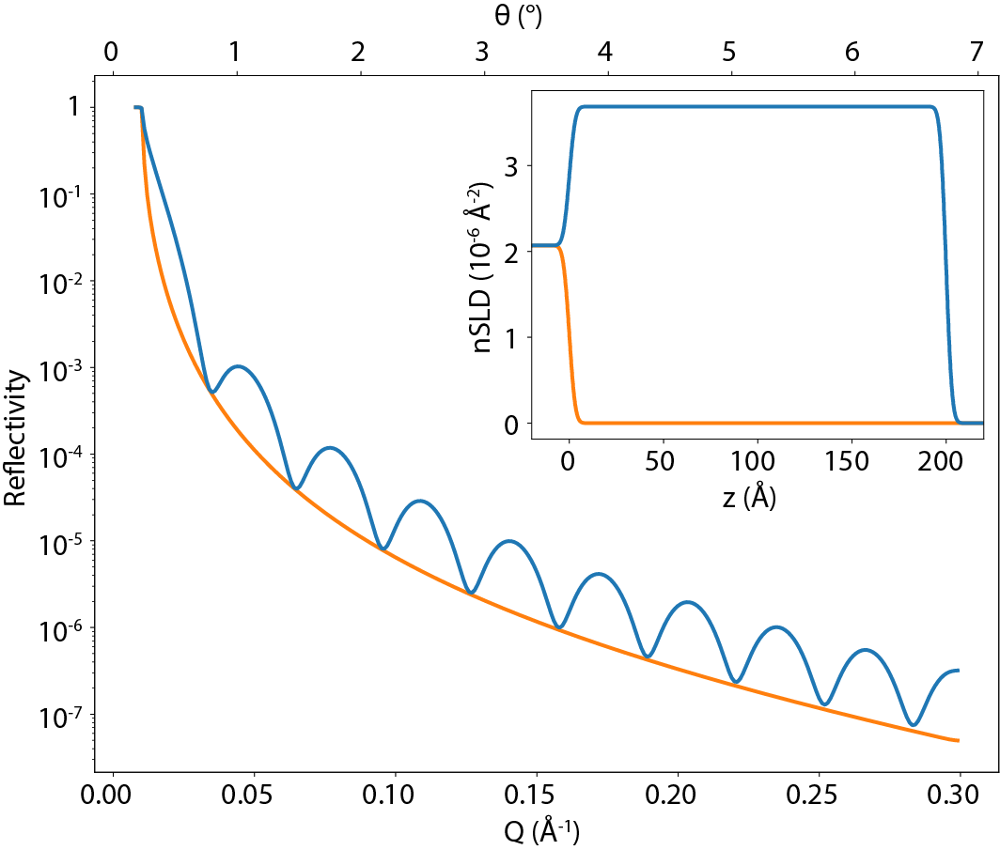 θ (°)
0 1 2 3 4 5 6 7
1
10-1
10-2
10-3
10-4
10-5
10-6
10-7
Reflectivity
0.00 0.05 0.10 0.15 0.20 0.25 0.30
Q (Å-1)
3
2
1
0
nSLD (10-6 Å-2)
0 50 100 150 200
z (Å)